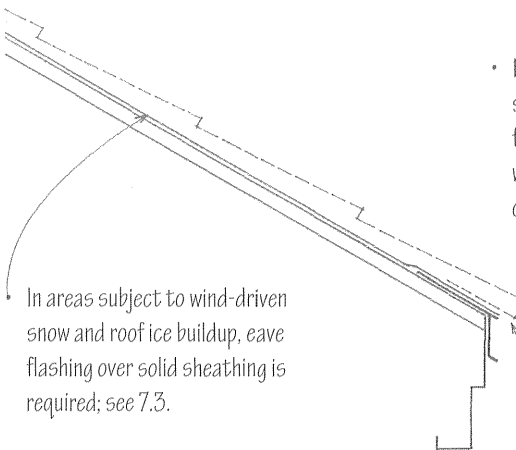 In areas subject to wind-driven
snow and roof ice buildup, eave
flashing over solid sheathing is
required; see 7.3.